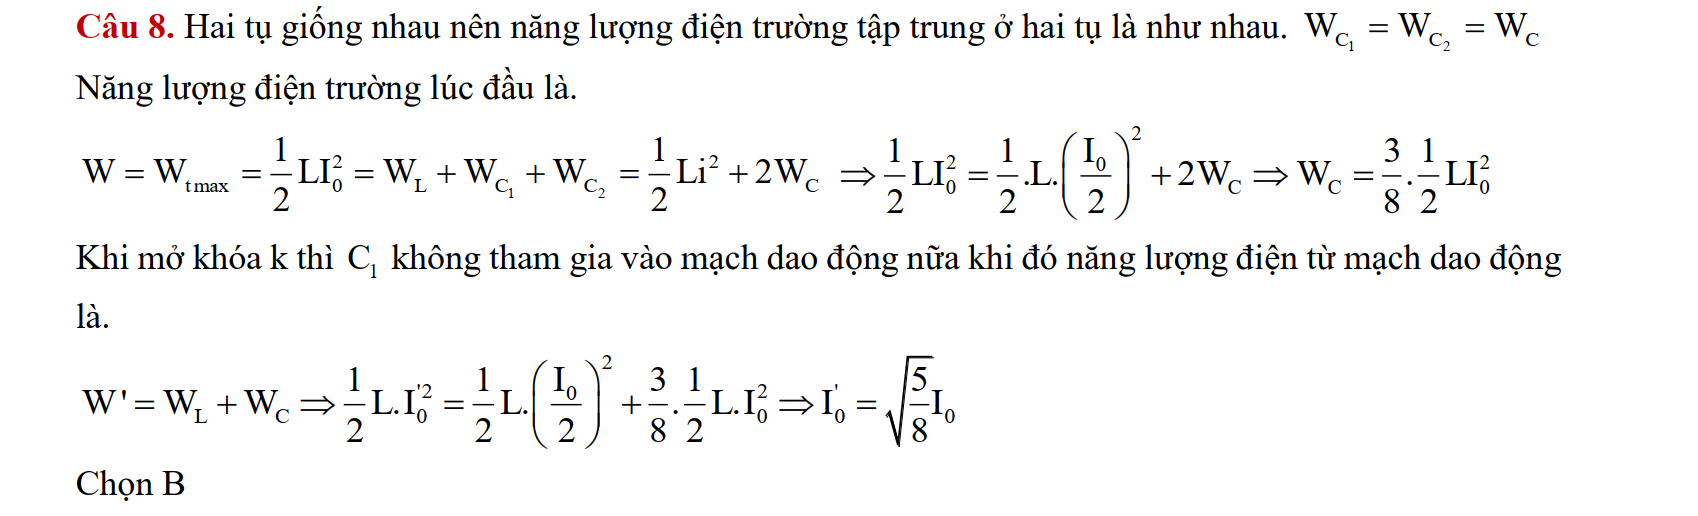 Câu 8. Hai tụ giống nhau nên năng lượng điện trường tập trung ở hai tụ là như nhau. W_{C_1} = W_{C_2} = W_C
Năng lượng điện trường lúc đầu là.
W = W_{tmax} = \frac{1}{2}LI_0^2 = W_L + W_{C_1} + W_{C_2} = \frac{1}{2}Li^2 + 2W_C ⇒ \frac{1}{2}LI_0^2 = \frac{1}{2}.L.\left(\frac{I_0}{2}\right)^2 + 2W_C ⇒ W_C = \frac{3}{8}.\frac{1}{2}LI_0^2
Khi mở khóa k thì C_1 không tham gia vào mạch dao động nữa khi đó năng lượng điện từ mạch dao động
là.
W' = W_L + W_C ⇒ \frac{1}{2}L.I_0^{'2} = \frac{1}{2}L.\left(\frac{I_0}{2}\right)^2 + \frac{3}{8}.\frac{1}{2}L.I_0^2 ⇒ I_0^' = \sqrt{\frac{5}{8}}I_0
Chọn B